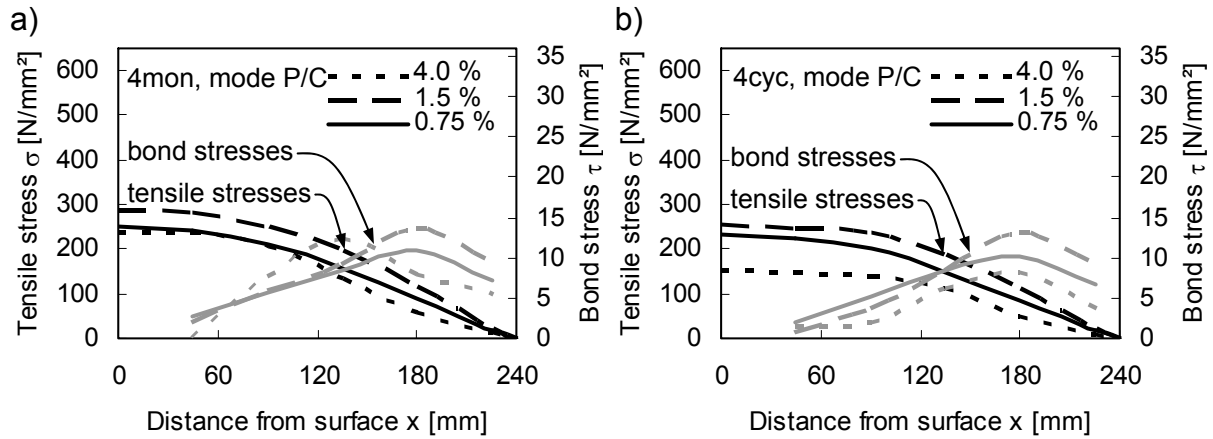 a)
Tensile stress σ [N/mm²]
600
500
400
300
200
100
0
4mon, mode P/C
4.0 %
1.5 %
0.75 %
bond stresses
tensile stresses
35
30
25
20
15
10
5
0
Bond stress τ [N/mm²]
0 60 120 180 240
Distance from surface x [mm]
b)
Tensile stress σ [N/mm²]
600
500
400
300
200
100
0
4cyc, mode P/C
4.0 %
1.5 %
0.75 %
bond stresses
tensile stresses
35
30
25
20
15
10
5
0
Bond stress τ [N/mm²]
0 60 120 180 240
Distance from surface x [mm]